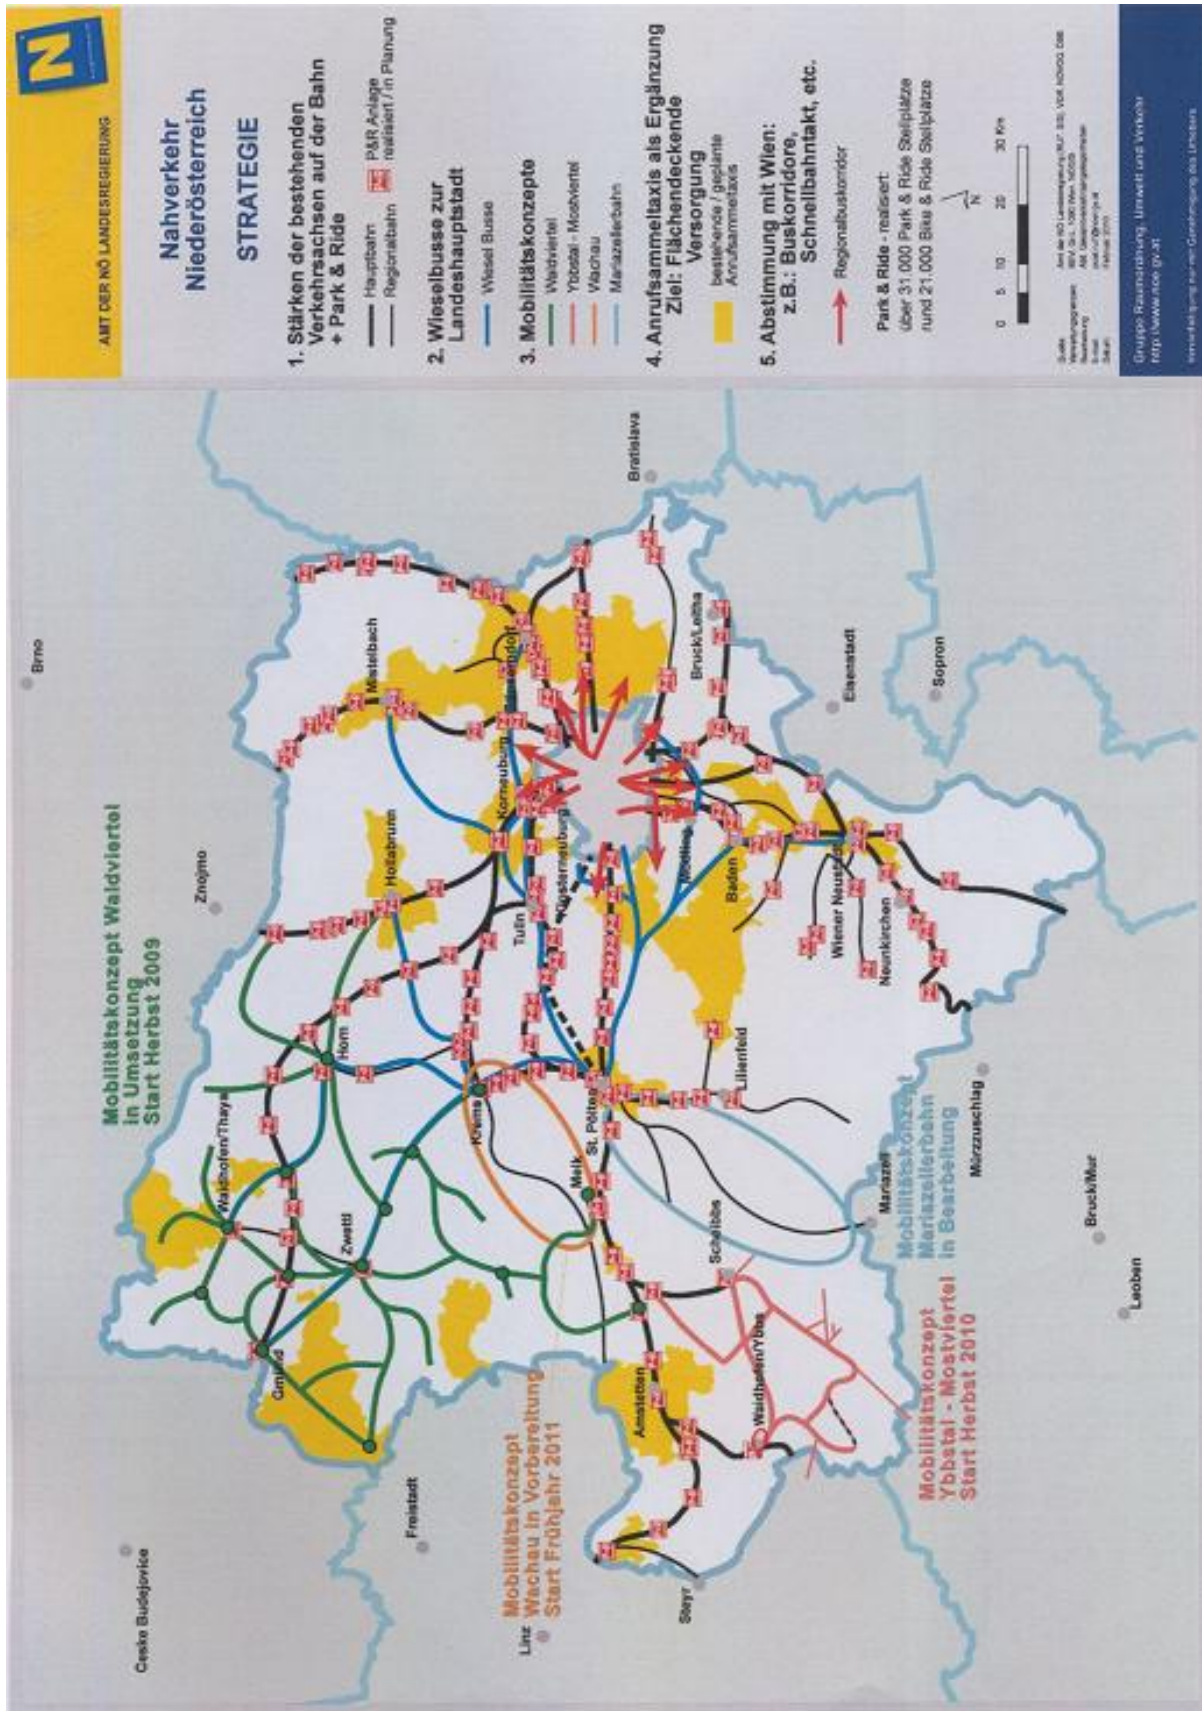 AMT DER NÖ LANDESREGIERUNG
N
Nahverkehr
Niederösterreich
STRATEGIE
1. Stärken der bestehenden
Verkehrsachsen auf der Bahn
+ Park & Ride
Hauptbahn
Regionalbahn
P&R Anlage
realisiert / in Planung
2. Wieselbusse zur
Landeshauptstadt
Wiesel Busse
3. Mobilitätskonzepte
Waldviertel
Ybbstal - Mostviertel
Wachau
Mariazellerbahn
4. Anrufsammeltaxis als Ergänzung
Ziel: Flächendeckende
Versorgung
bestehende / geplante
Anrufsammeltaxis
5. Abstimmung mit Wien:
z.B.: Buskorridore,
Schnellbahntakt, etc.
Regionalbuskorridor
Park & Ride - realisiert
über 31.000 Park & Ride Stellplätze
rund 21.000 Bike & Ride Stellplätze
N
0 5 10 20 30 Km
Gruppe Raumordnung, Umwelt und Verkehr
http://www.noe.gv.at
Mobilitätskonzept Waldviertel
in Umsetzung
Start Herbst 2009
Mobilitätskonzept
Wachau in Vorbereitung
Start Frühjahr 2011
Mobilitätskonzept
Ybbstal - Mostviertel
Start Herbst 2010
Mobilitätskonzept
Mariazellerbahn
in Bearbeitung
Ceske Budejovice
Znojmo
Brno
Freistadt
Linz
Steyr
Leoben
Bruck/Mur
Mürzzuschlag
Mariazell
Sopron
Eisenstadt
Bratislava
Gmünd
Waidhofen/Thaya
Zwettl
Horn
Hollabrunn
Mistelbach
Korneuburg
Krems
Tulln
Klosterneuburg
Melk
St. Pölten
Mödling
Baden
Bruck/Leitha
Amstetten
Scheibbs
Lilienfeld
Waidhofen/Ybbs
Wiener Neustadt
Neunkirchen